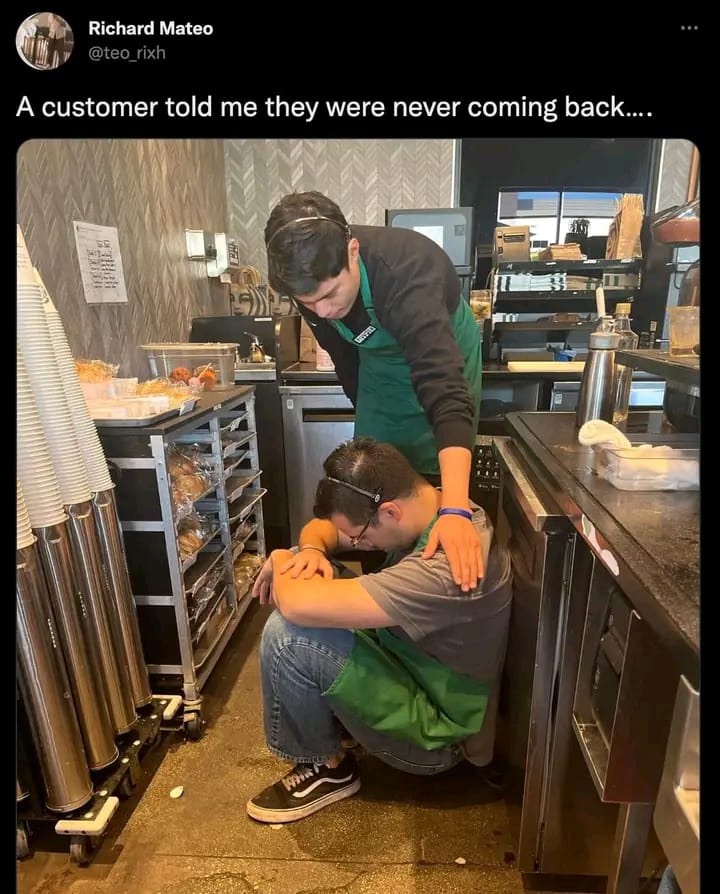 Richard Mateo
@teo_rixh
A customer told me they were never coming back....